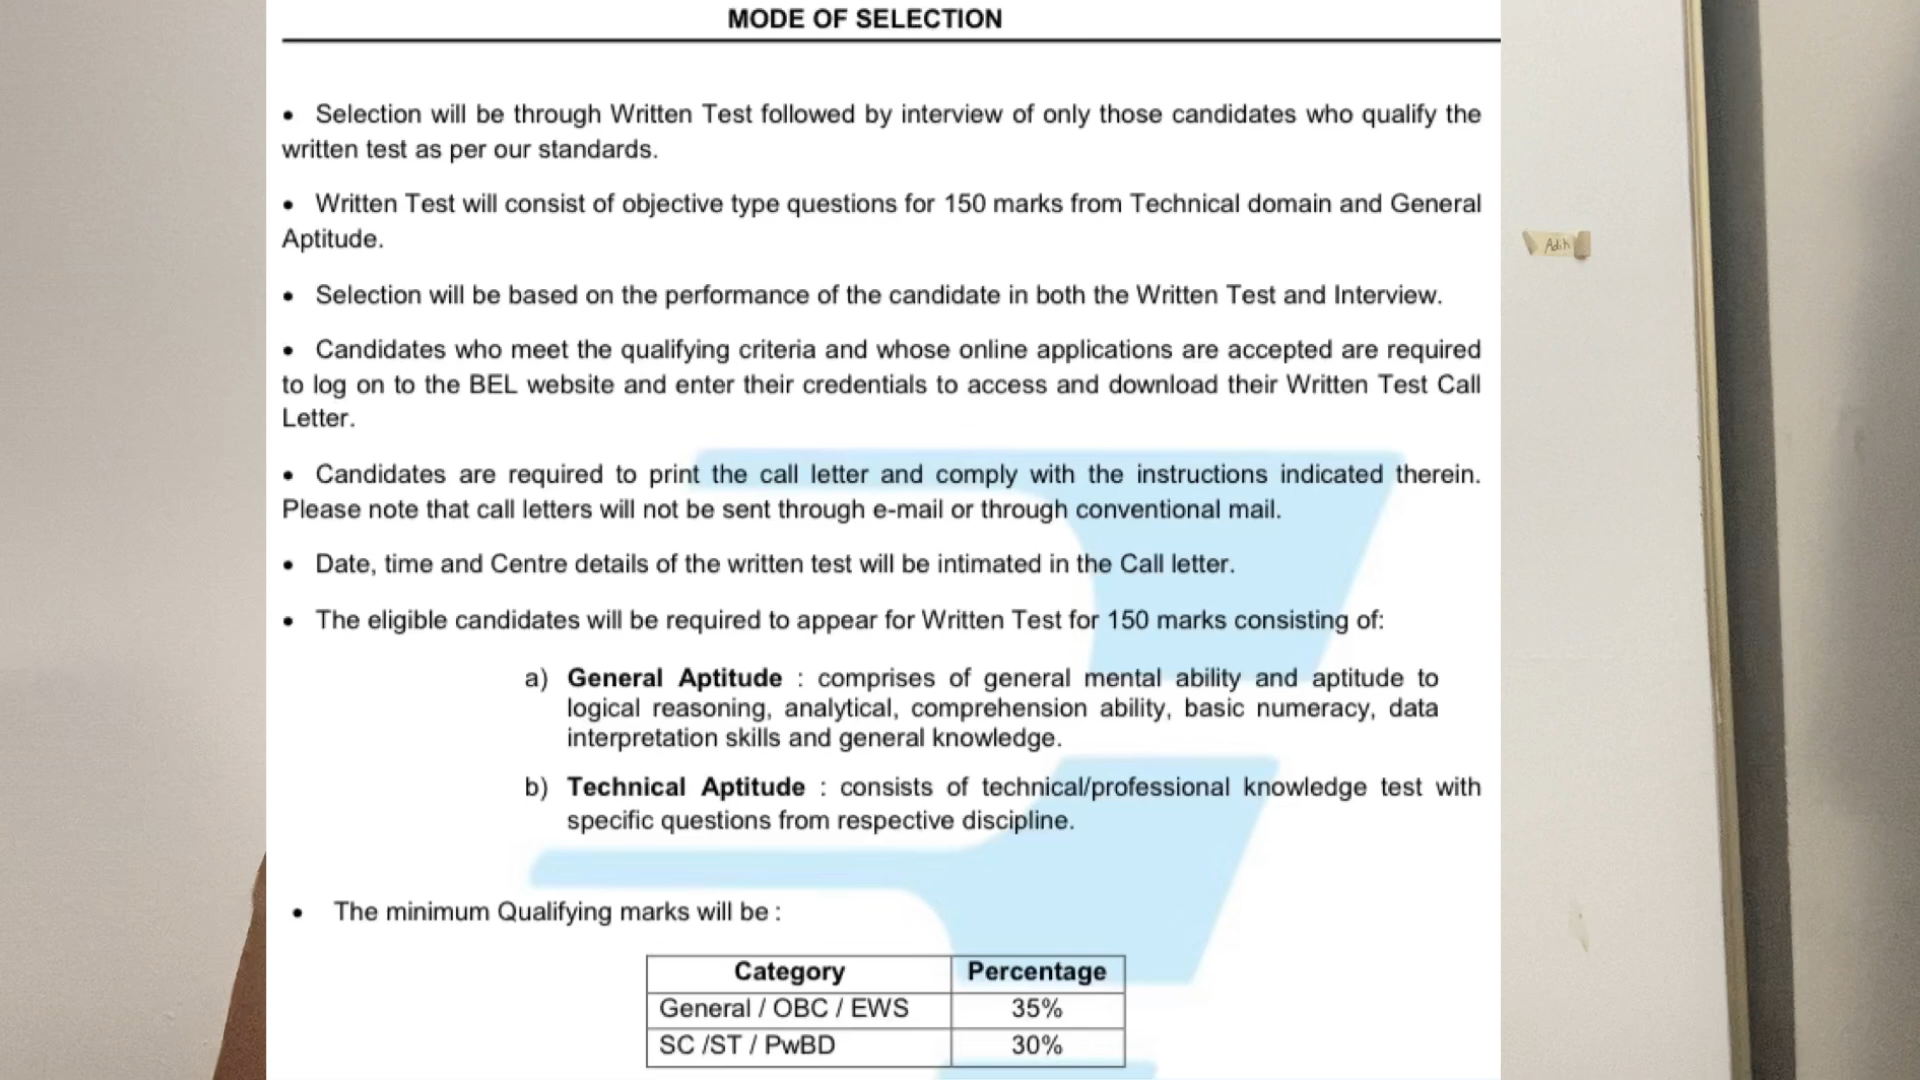 MODE OF SELECTION
• Selection will be through Written Test followed by interview of only those candidates who qualify the
written test as per our standards.
• Written Test will consist of objective type questions for 150 marks from Technical domain and General
Aptitude.
• Selection will be based on the performance of the candidate in both the Written Test and Interview.
• Candidates who meet the qualifying criteria and whose online applications are accepted are required
to log on to the BEL website and enter their credentials to access and download their Written Test Call
Letter.
• Candidates are required to print the call letter and comply with the instructions indicated therein.
Please note that call letters will not be sent through e-mail or through conventional mail.
• Date, time and Centre details of the written test will be intimated in the Call letter.
• The eligible candidates will be required to appear for Written Test for 150 marks consisting of:
a) General Aptitude : comprises of general mental ability and aptitude to
logical reasoning, analytical, comprehension ability, basic numeracy, data
interpretation skills and general knowledge.
b) Technical Aptitude : consists of technical/professional knowledge test with
specific questions from respective discipline.
• The minimum Qualifying marks will be :
Category Percentage
General / OBC / EWS 35%
SC /ST / PwBD 30%